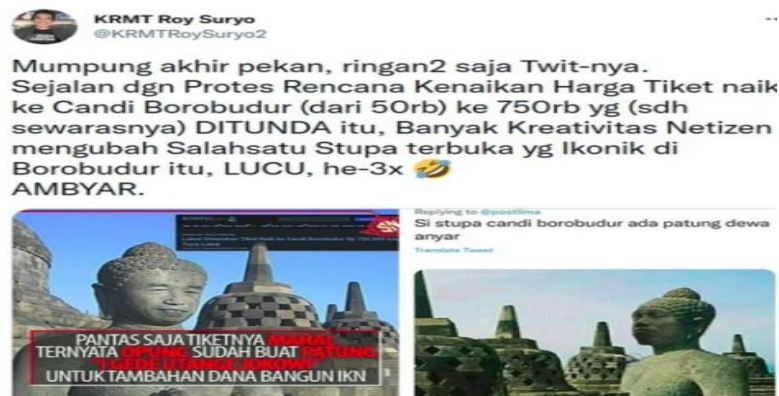 KRMT Roy Suryo
@KRMTRoySuryo2
Mumpung akhir pekan, ringan2 saja Twit-nya.
Sejalan dgn Protes Rencana Kenaikan Harga Tiket naik
ke Candi Borobudur (dari 50rb) ke 750rb yg (sdh
sewarasnya) DITUNDA itu, Banyak Kreativitas Netizen
mengubah Salahsatu Stupa terbuka yg Ikonik di
Borobudur itu, LUCU, he-3x 🤣
AMBYAR.
PANTAS SAJA TIKETNYA MAHAL
TERNYATA OPUNG SUDAH BUAT PATUNG
"I GEDE UTANGE JOKOWI"
UNTUK TAMBAHAN DANA BANGUN IKN
Replying to @postlima
Si stupa candi borobudur ada patung dewa
anyar
Translate Tweet